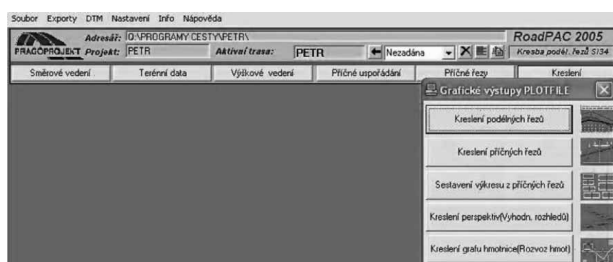 Soubor Exporty DTM Nastavení Info Nápověda
Adresář: Q:\PROGRAMY CESTY\PETR\ RoadPAC 2005
PRAGOPROJEKT Projekt: PETR Aktivní trasa: PETR Nezadána Kresba podél. řezů S/34
Směrové vedení Terénní data Výškové vedení Příčné uspořádání Příčné řezy Kreslení
Grafické výstupy PLOTFILE
Kreslení podélných řezů
Kreslení příčných řezů
Sestavení výkresu z příčných řezů
Kreslení perspektiv(Vyhodn. rozhledů)
Kreslení grafu hmotnice(Rozvoz hmot)